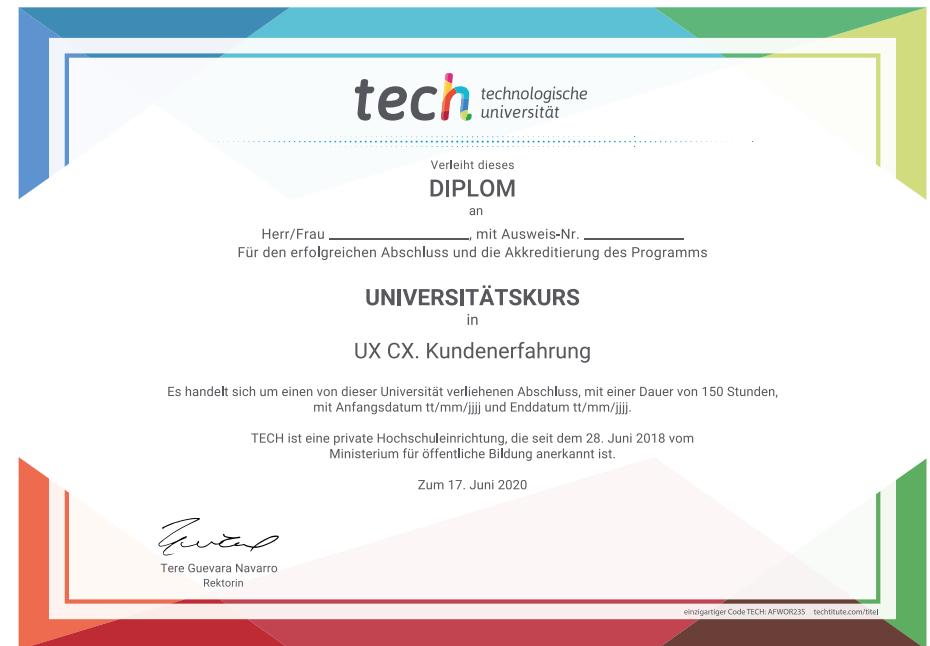 tech technologische
universität
Verleiht dieses
DIPLOM
an
Herr/Frau ________________, mit Ausweis-Nr. ____________
Für den erfolgreichen Abschluss und die Akkreditierung des Programms
UNIVERSITÄTSKURS
in
UX CX. Kundenerfahrung
Es handelt sich um einen von dieser Universität verliehenen Abschluss, mit einer Dauer von 150 Stunden,
mit Anfangsdatum tt/mm/jjjj und Enddatum tt/mm/jjjj.
TECH ist eine private Hochschuleinrichtung, die seit dem 28. Juni 2018 vom
Ministerium für öffentliche Bildung anerkannt ist.
Zum 17. Juni 2020
Tere Guevara Navarro
Rektorin
einzigartiger Code TECH: AFWOR235 techtitute.com/titel